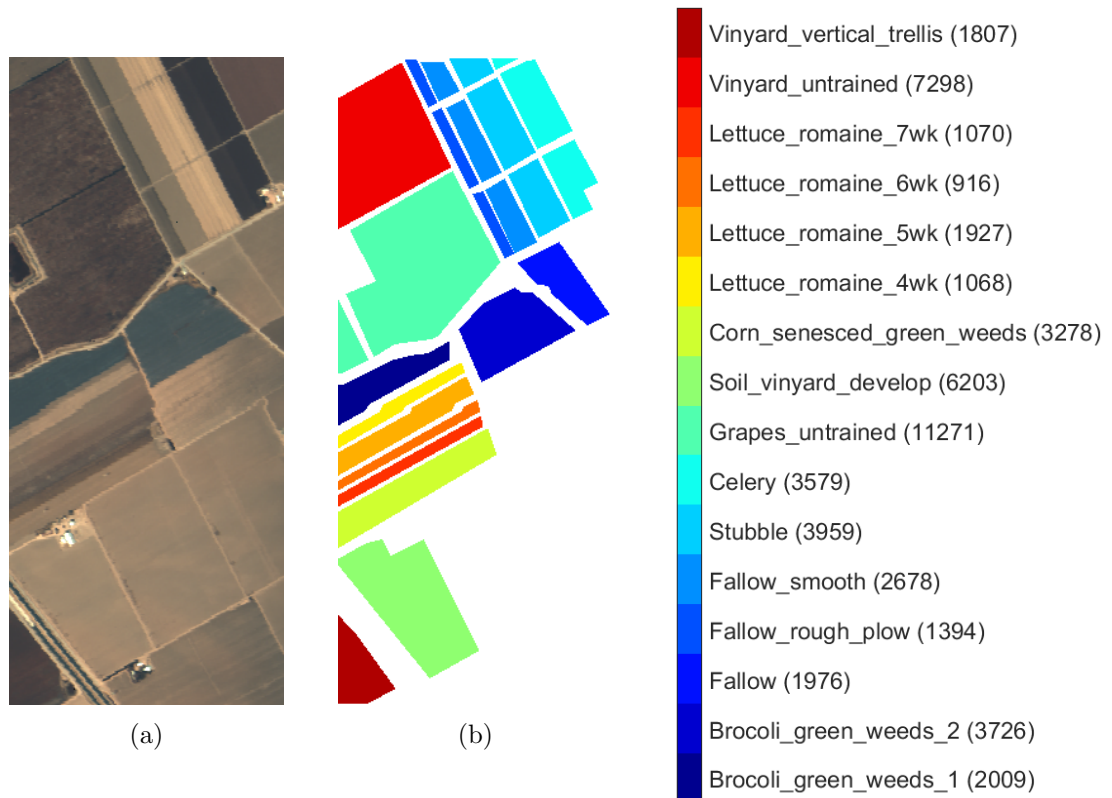 Vinyard_vertical_trellis (1807)
Vinyard_untrained (7298)
Lettuce_romaine_7wk (1070)
Lettuce_romaine_6wk (916)
Lettuce_romaine_5wk (1927)
Lettuce_romaine_4wk (1068)
Corn_senesced_green_weeds (3278)
Soil_vinyard_develop (6203)
Grapes_untrained (11271)
Celery (3579)
Stubble (3959)
Fallow_smooth (2678)
Fallow_rough_plow (1394)
Fallow (1976)
Brocoli_green_weeds_2 (3726)
Brocoli_green_weeds_1 (2009)
(a)
(b)